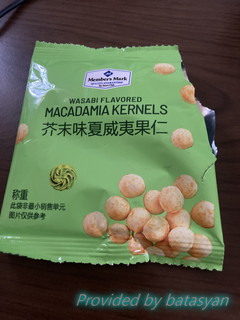 Member's Mark
WASABI FLAVORED
MACADAMIA KERNELS
芥末味夏威夷果仁
称重
此袋非最小销售单元
图片仅供参考
Provided by batasyan